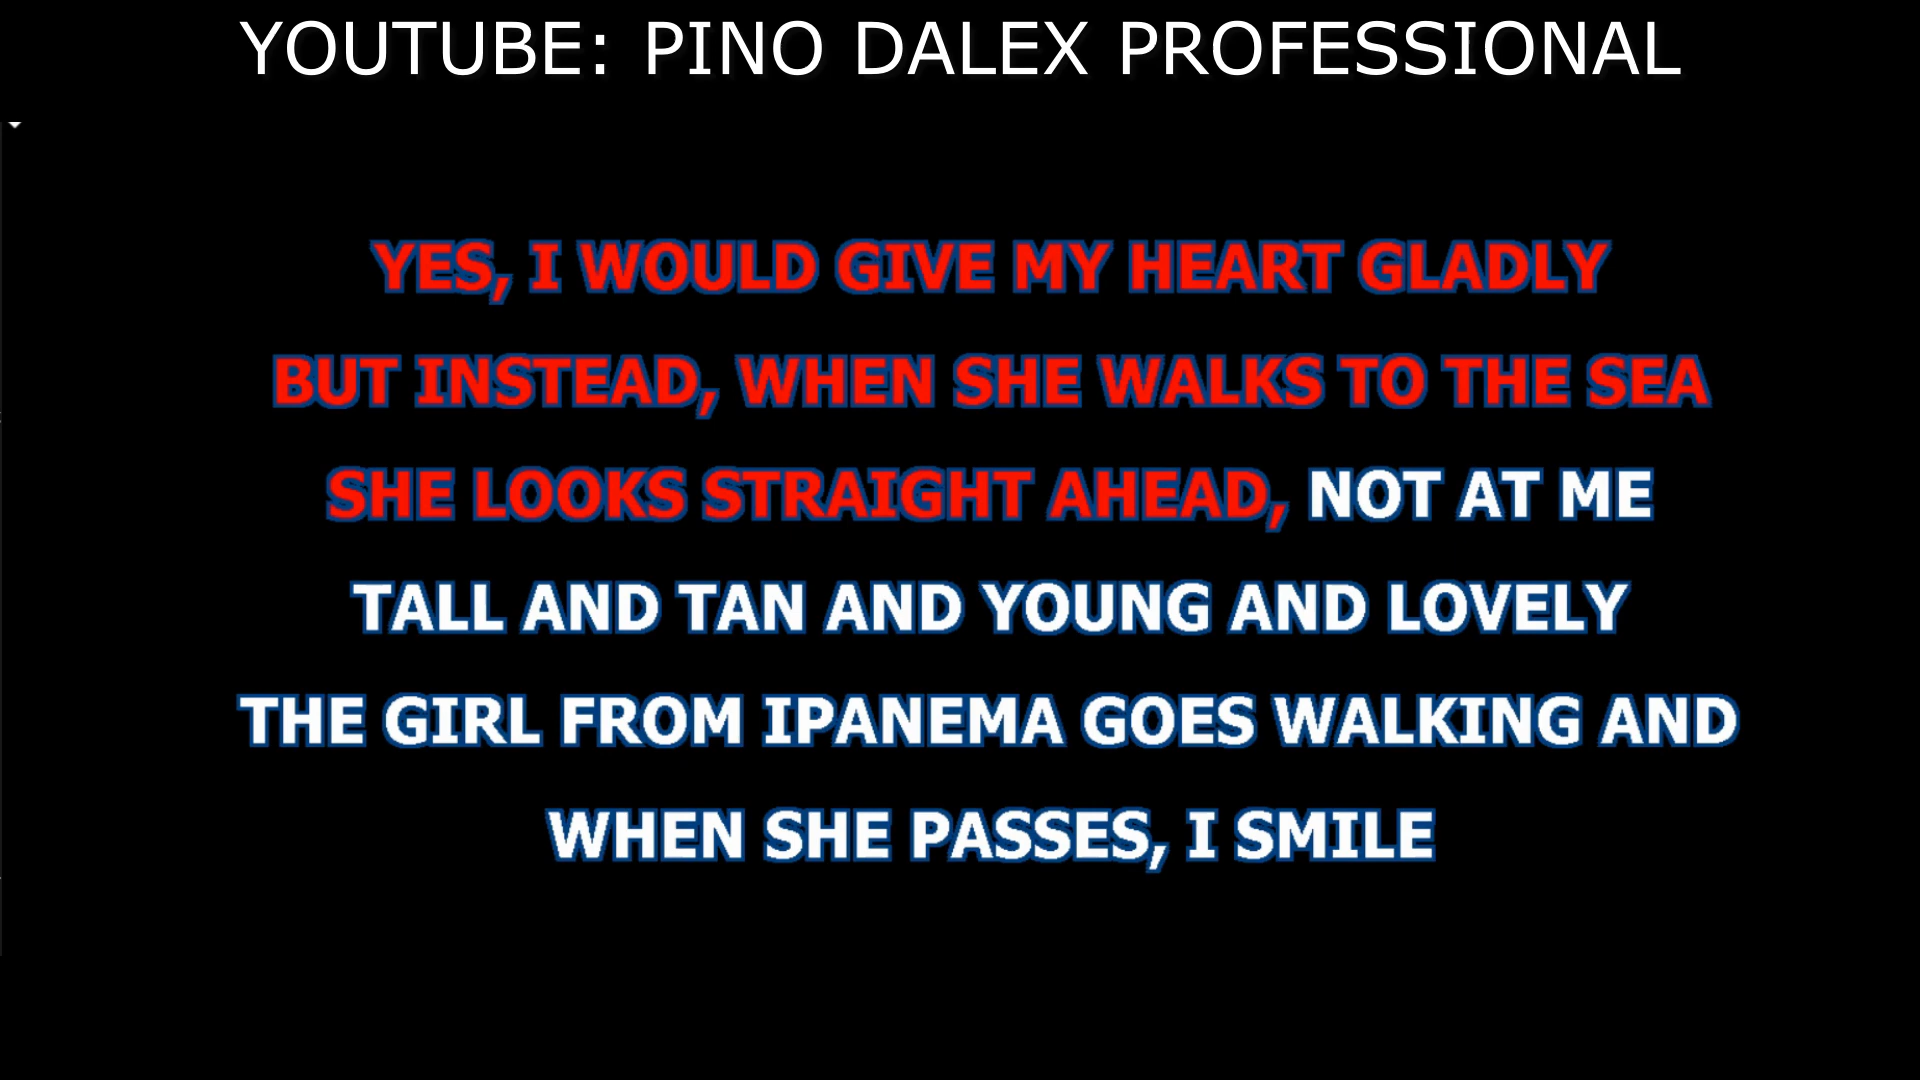 YOUTUBE: PINO DALEX PROFESSIONAL
YES, I WOULD GIVE MY HEART GLADLY
BUT INSTEAD, WHEN SHE WALKS TO THE SEA
SHE LOOKS STRAIGHT AHEAD, NOT AT ME
TALL AND TAN AND YOUNG AND LOVELY
THE GIRL FROM IPANEMA GOES WALKING AND
WHEN SHE PASSES, I SMILE